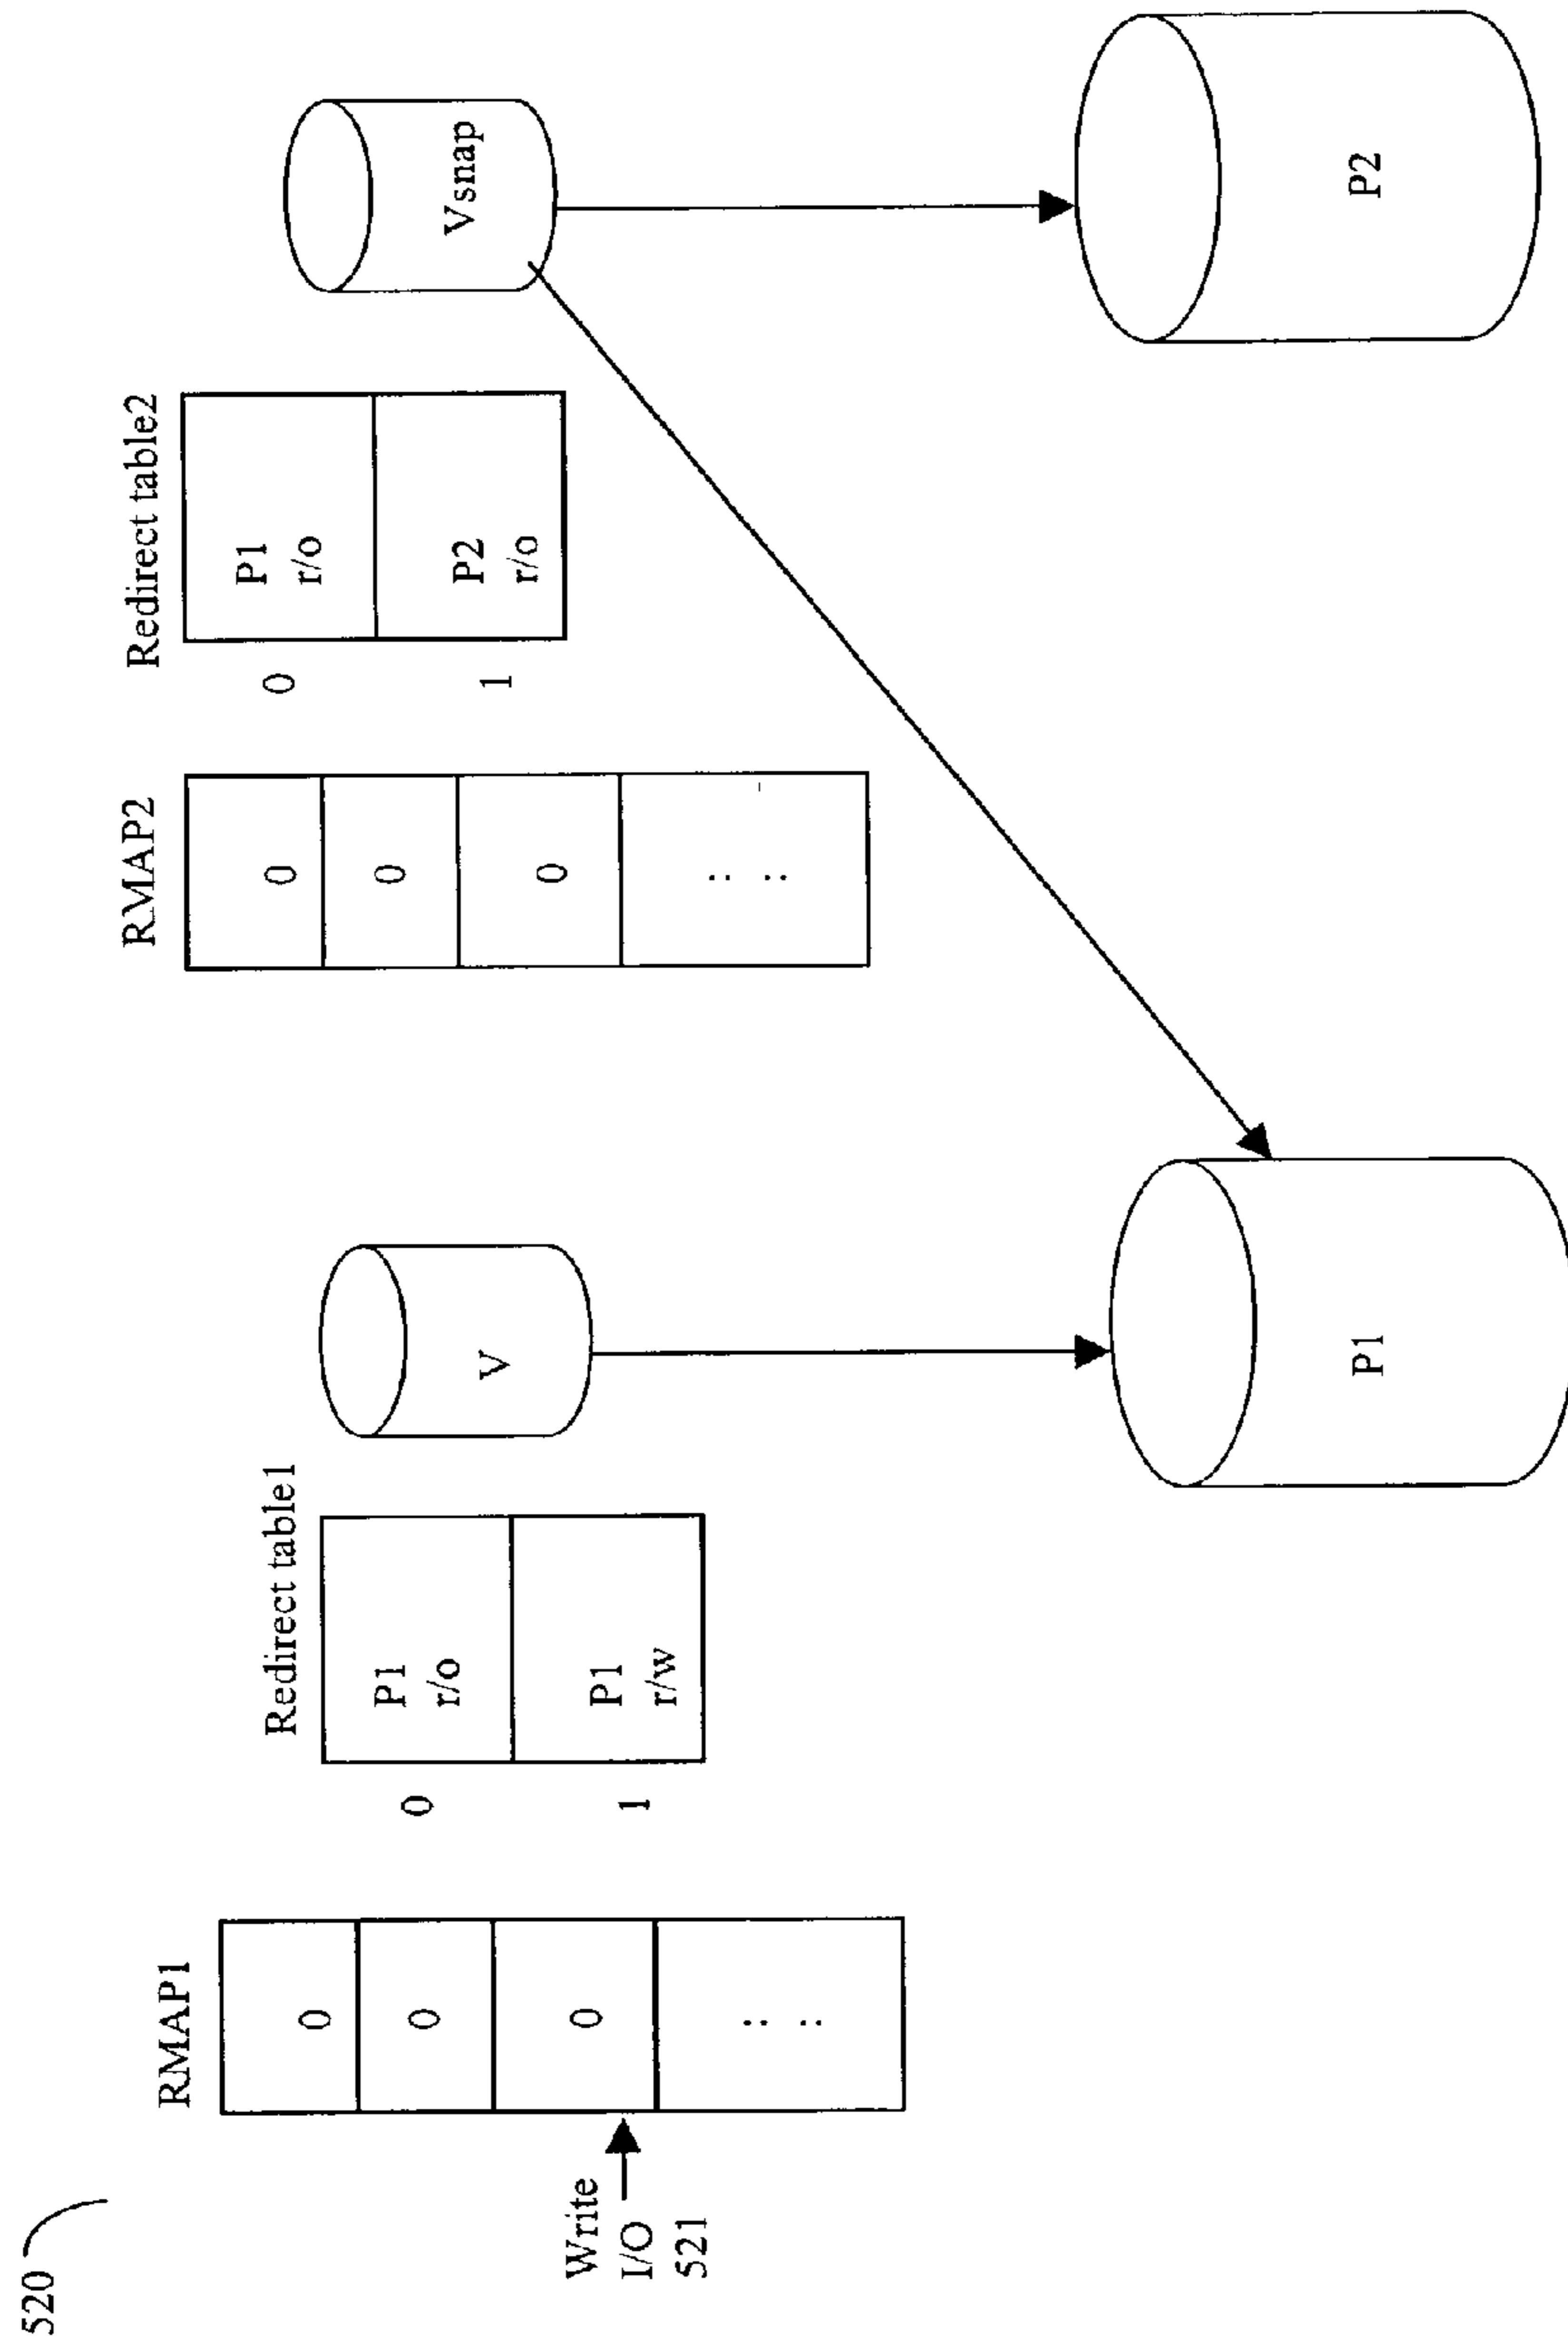 520
RMAP1
0
0
0
: :
Write
I/O
521
Redirect table1
0
P1
r/o
1
P1
r/w
V
P1
RMAP2
0
0
0
: :
Redirect table2
0
P1
r/o
1
P2
r/o
Vsnap
P2